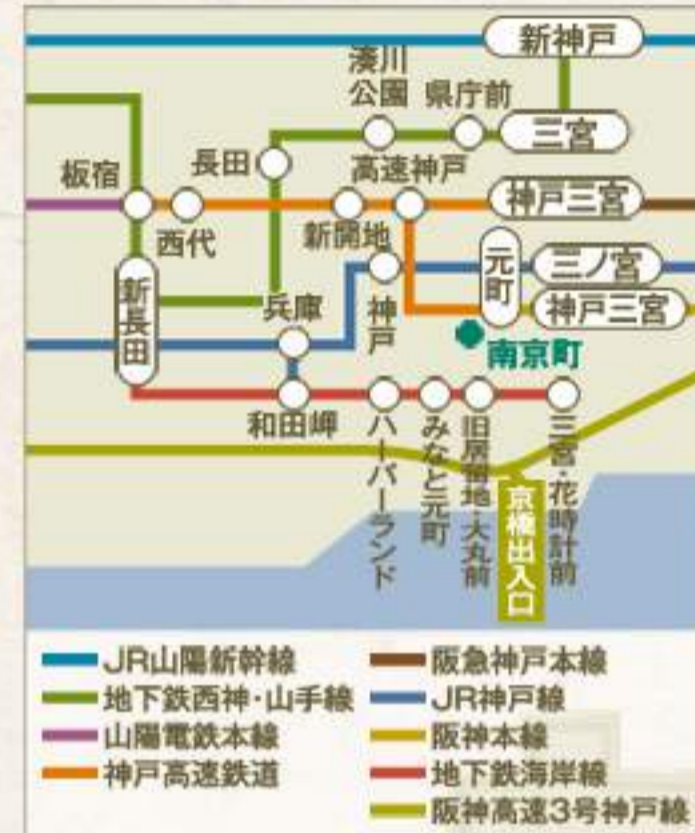 新神戸
湊川
公園
県庁前
三宮
長田
高速神戸
板宿
神戸三宮
西代
新開地
元町
三ノ宮
新長田
兵庫
神戸
神戸三宮
南京町
和田岬
ハーバーランド
みなと元町
旧居留地・大丸前
三宮・花時計前
京橋出入口
JR山陽新幹線
阪急神戸本線
地下鉄西神・山手線
JR神戸線
山陽電鉄本線
阪神本線
神戸高速鉄道
地下鉄海岸線
阪神高速3号神戸線